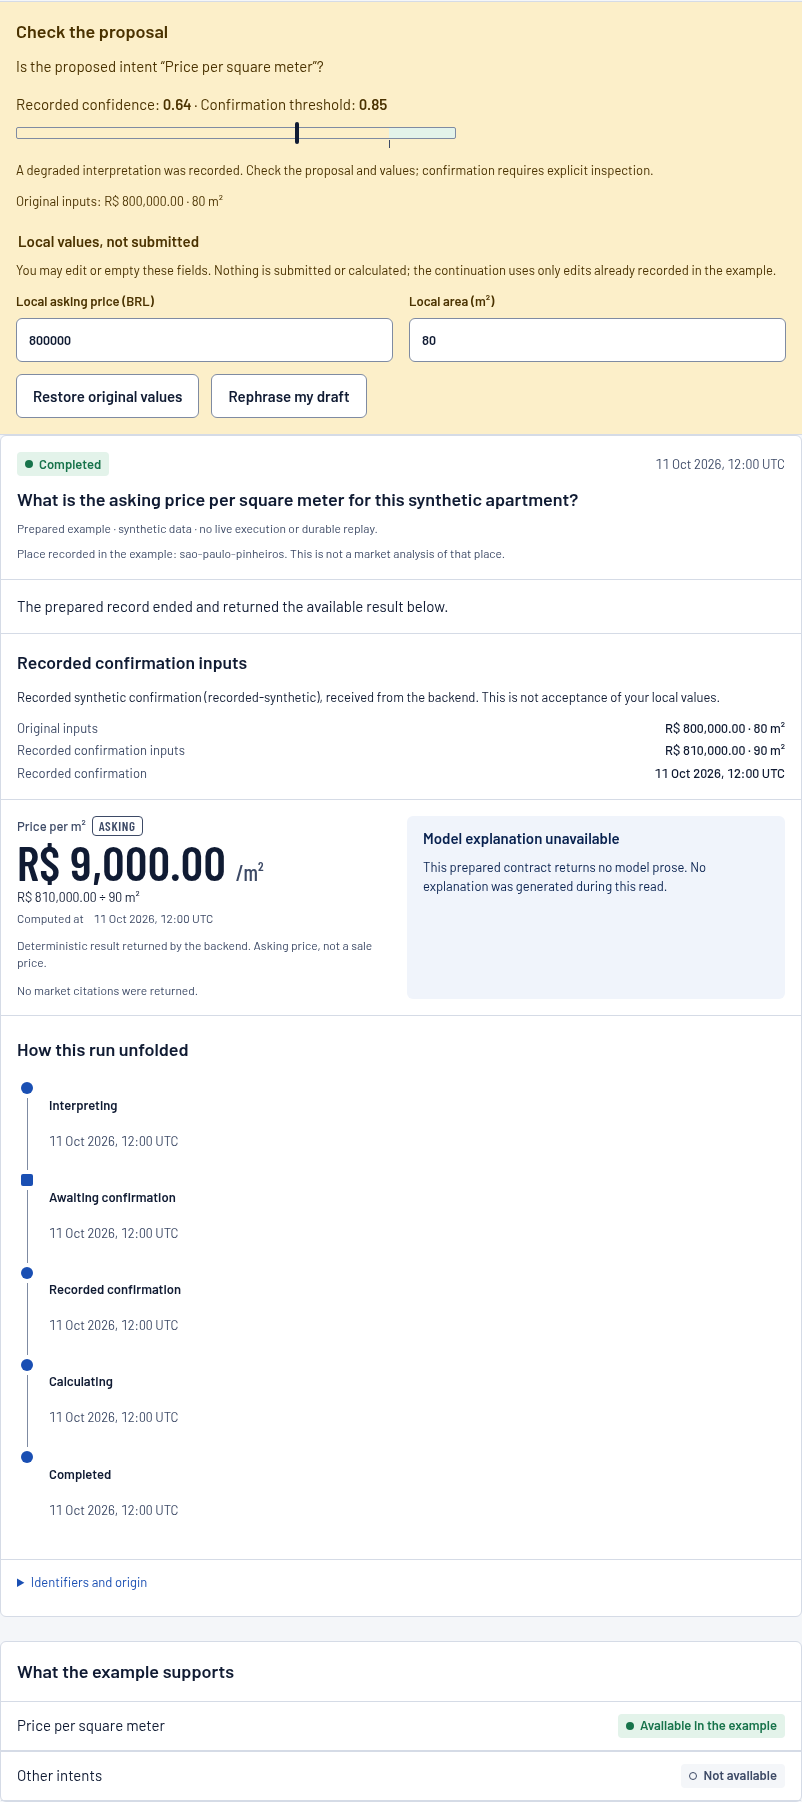 Check the proposal
Is the proposed intent “Price per square meter”?
Recorded confidence: 0.64 · Confirmation threshold: 0.85
A degraded interpretation was recorded. Check the proposal and values; confirmation requires explicit inspection.
Original inputs: R$ 800,000.00 · 80 m²
Local values, not submitted
You may edit or empty these fields. Nothing is submitted or calculated; the continuation uses only edits already recorded in the example.
Local asking price (BRL)
Local area (m²)
800000
80
Restore original values
Rephrase my draft
Completed
11 Oct 2026, 12:00 UTC
What is the asking price per square meter for this synthetic apartment?
Prepared example · synthetic data · no live execution or durable replay.
Place recorded in the example: sao-paulo-pinheiros. This is not a market analysis of that place.
The prepared record ended and returned the available result below.
Recorded confirmation inputs
Recorded synthetic confirmation (recorded-synthetic), received from the backend. This is not acceptance of your local values.
Original inputs R$ 800,000.00 · 80 m²
Recorded confirmation inputs R$ 810,000.00 · 90 m²
Recorded confirmation 11 Oct 2026, 12:00 UTC
Price per m² ASKING
R$ 9,000.00 /m²
R$ 810,000.00 ÷ 90 m²
Computed at 11 Oct 2026, 12:00 UTC
Deterministic result returned by the backend. Asking price, not a sale
price.
No market citations were returned.
Model explanation unavailable
This prepared contract returns no model prose. No
explanation was generated during this read.
How this run unfolded
Interpreting
11 Oct 2026, 12:00 UTC
Awaiting confirmation
11 Oct 2026, 12:00 UTC
Recorded confirmation
11 Oct 2026, 12:00 UTC
Calculating
11 Oct 2026, 12:00 UTC
Completed
11 Oct 2026, 12:00 UTC
Identifiers and origin
What the example supports
Price per square meter
Available in the example
Other intents
Not available